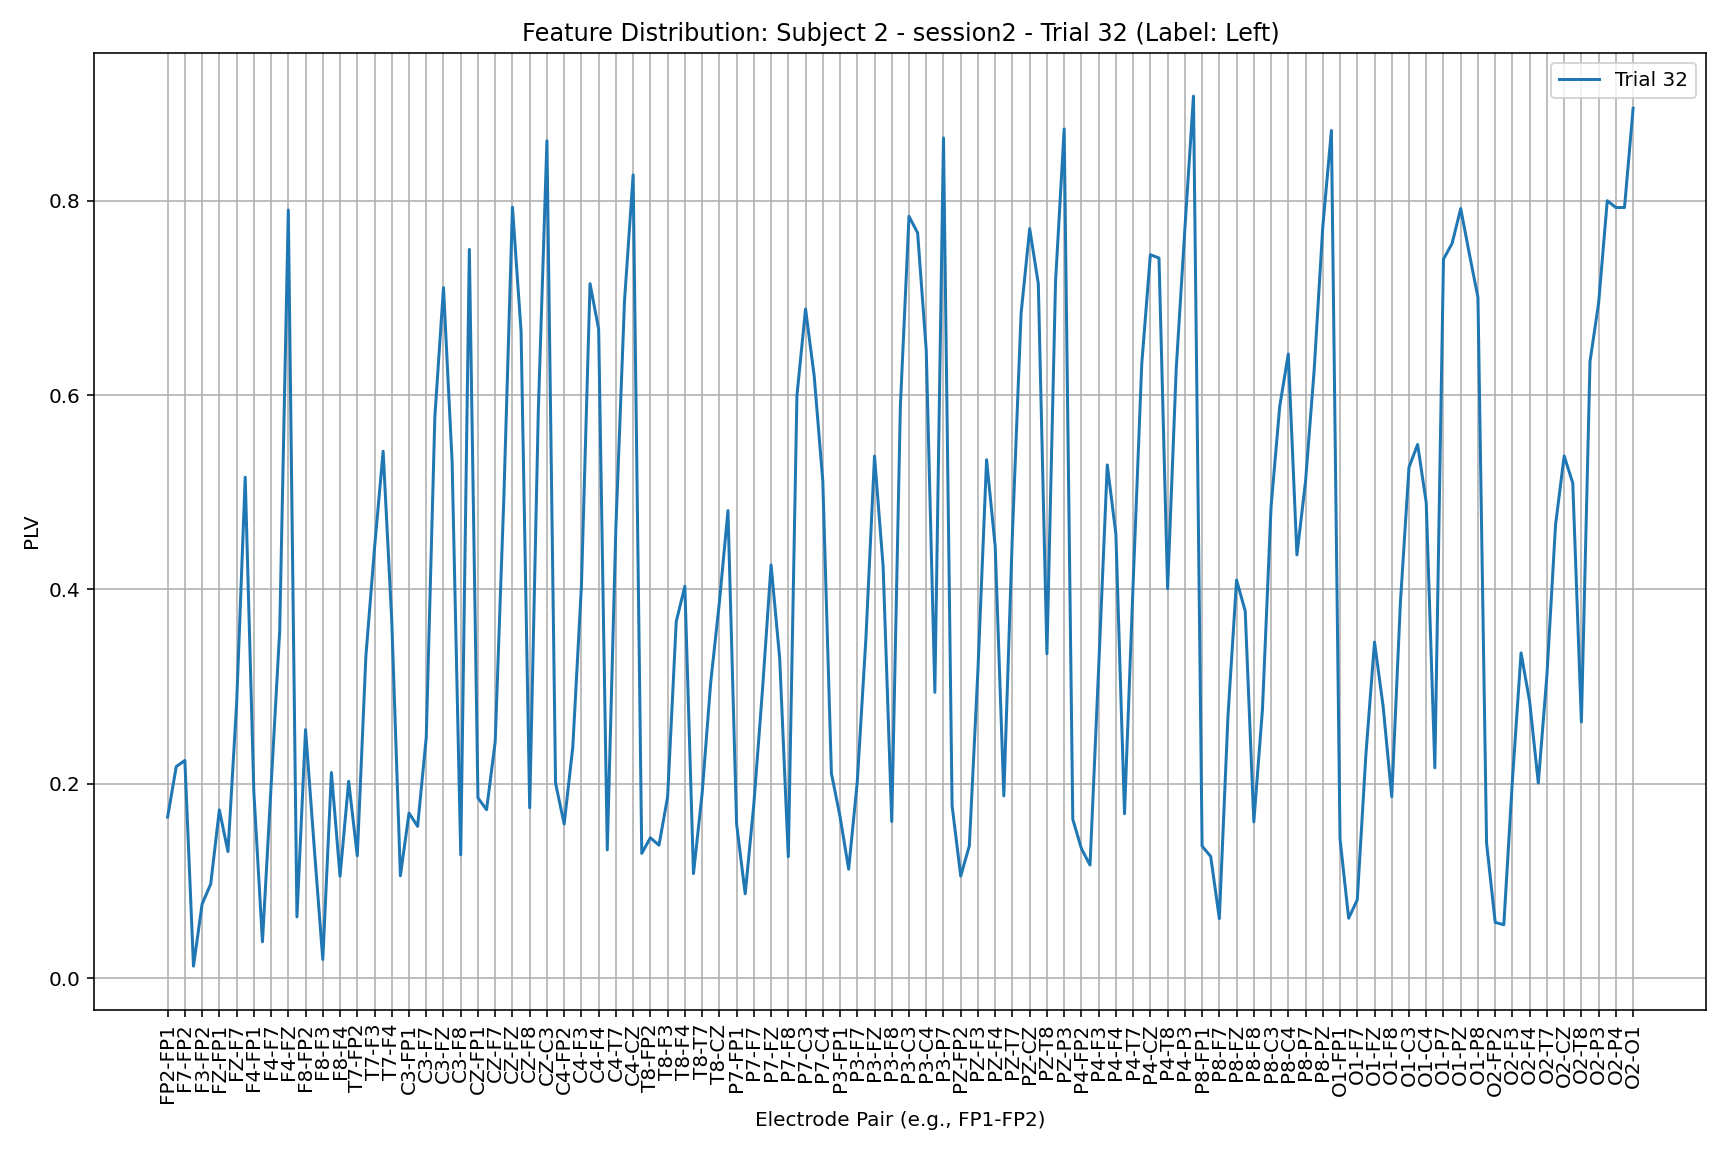 Feature Distribution: Subject 2 - session2 - Trial 32 (Label: Left)
Trial 32
PLV
0.8
0.6
0.4
0.2
0.0
FP2-FP1
F7-FP2
F3-FP2
FZ-FP1
FZ-F7
F4-FP1
F4-F7
F4-FZ
F8-FP2
F8-F3
F8-F4
T7-FP2
T7-F3
T7-F4
C3-FP1
C3-F7
C3-FZ
C3-F8
CZ-FP1
CZ-F7
CZ-FZ
CZ-F8
CZ-C3
C4-FP2
C4-F3
C4-F4
C4-T7
C4-CZ
T8-FP2
T8-F3
T8-F4
T8-T7
T8-CZ
P7-FP1
P7-F7
P7-FZ
P7-F8
P7-C3
P7-C4
P3-FP1
P3-F7
P3-FZ
P3-F8
P3-C3
P3-C4
P3-P7
PZ-FP2
PZ-F3
PZ-F4
PZ-T7
PZ-CZ
PZ-T8
PZ-P3
P4-FP2
P4-F3
P4-F4
P4-T7
P4-CZ
P4-T8
P4-P3
P8-FP1
P8-F7
P8-FZ
P8-F8
P8-C3
P8-C4
P8-P7
P8-PZ
O1-FP1
O1-F7
O1-FZ
O1-F8
O1-C3
O1-C4
O1-P7
O1-PZ
O1-P8
O2-FP2
O2-F3
O2-F4
O2-T7
O2-CZ
O2-T8
O2-P3
O2-P4
O2-O1
Electrode Pair (e.g., FP1-FP2)